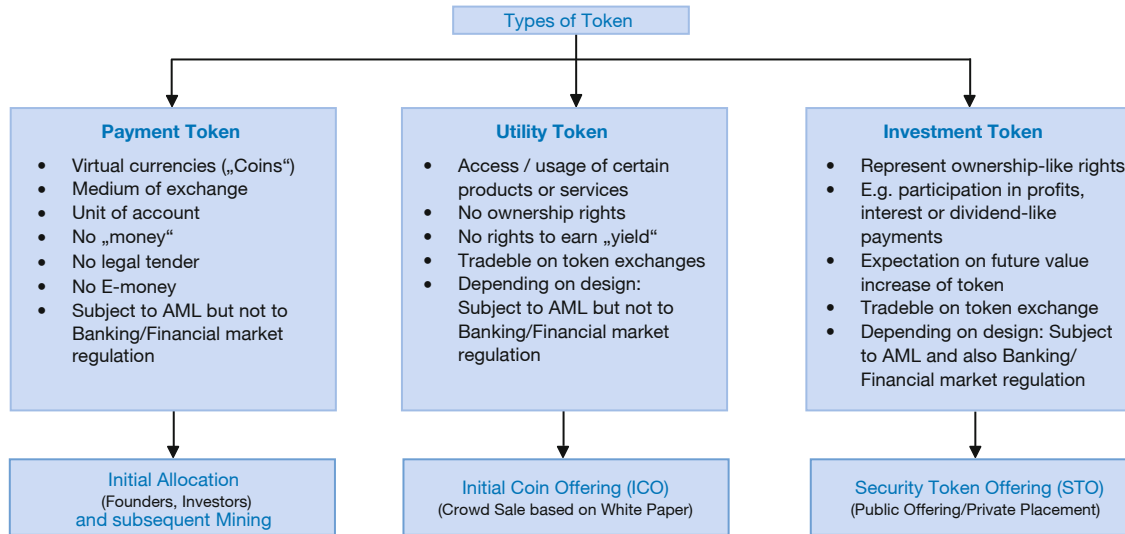 Types of Token
Payment Token
• Virtual currencies („Coins“)
• Medium of exchange
• Unit of account
• No „money“
• No legal tender
• No E-money
• Subject to AML but not to
Banking/Financial market
regulation
Utility Token
• Access / usage of certain
products or services
• No ownership rights
• No rights to earn „yield“
• Tradeble on token exchanges
• Depending on design:
Subject to AML but not to
Banking/Financial market
regulation
Investment Token
• Represent ownership-like rights
• E.g. participation in profits,
interest or dividend-like
payments
• Expectation on future value
increase of token
• Tradeble on token exchange
• Depending on design: Subject
to AML and also Banking/
Financial market regulation
Initial Allocation
(Founders, Investors)
and subsequent Mining
Initial Coin Offering (ICO)
(Crowd Sale based on White Paper)
Security Token Offering (STO)
(Public Offering/Private Placement)